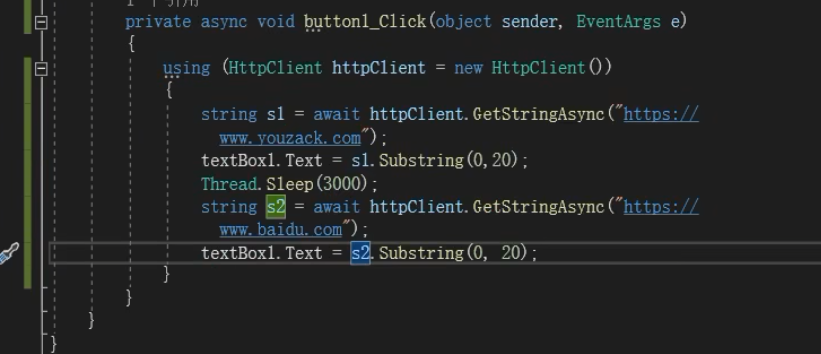 private async void button1_Click(object sender, EventArgs e)
{
using (HttpClient httpClient = new HttpClient())
{
string s1 = await httpClient.GetStringAsync("https://
www.youzack.com");
textBox1.Text = s1.Substring(0,20);
Thread.Sleep(3000);
string s2 = await httpClient.GetStringAsync("https://
www.baidu.com");
textBox1.Text = s2.Substring(0, 20);
}
}
}
}